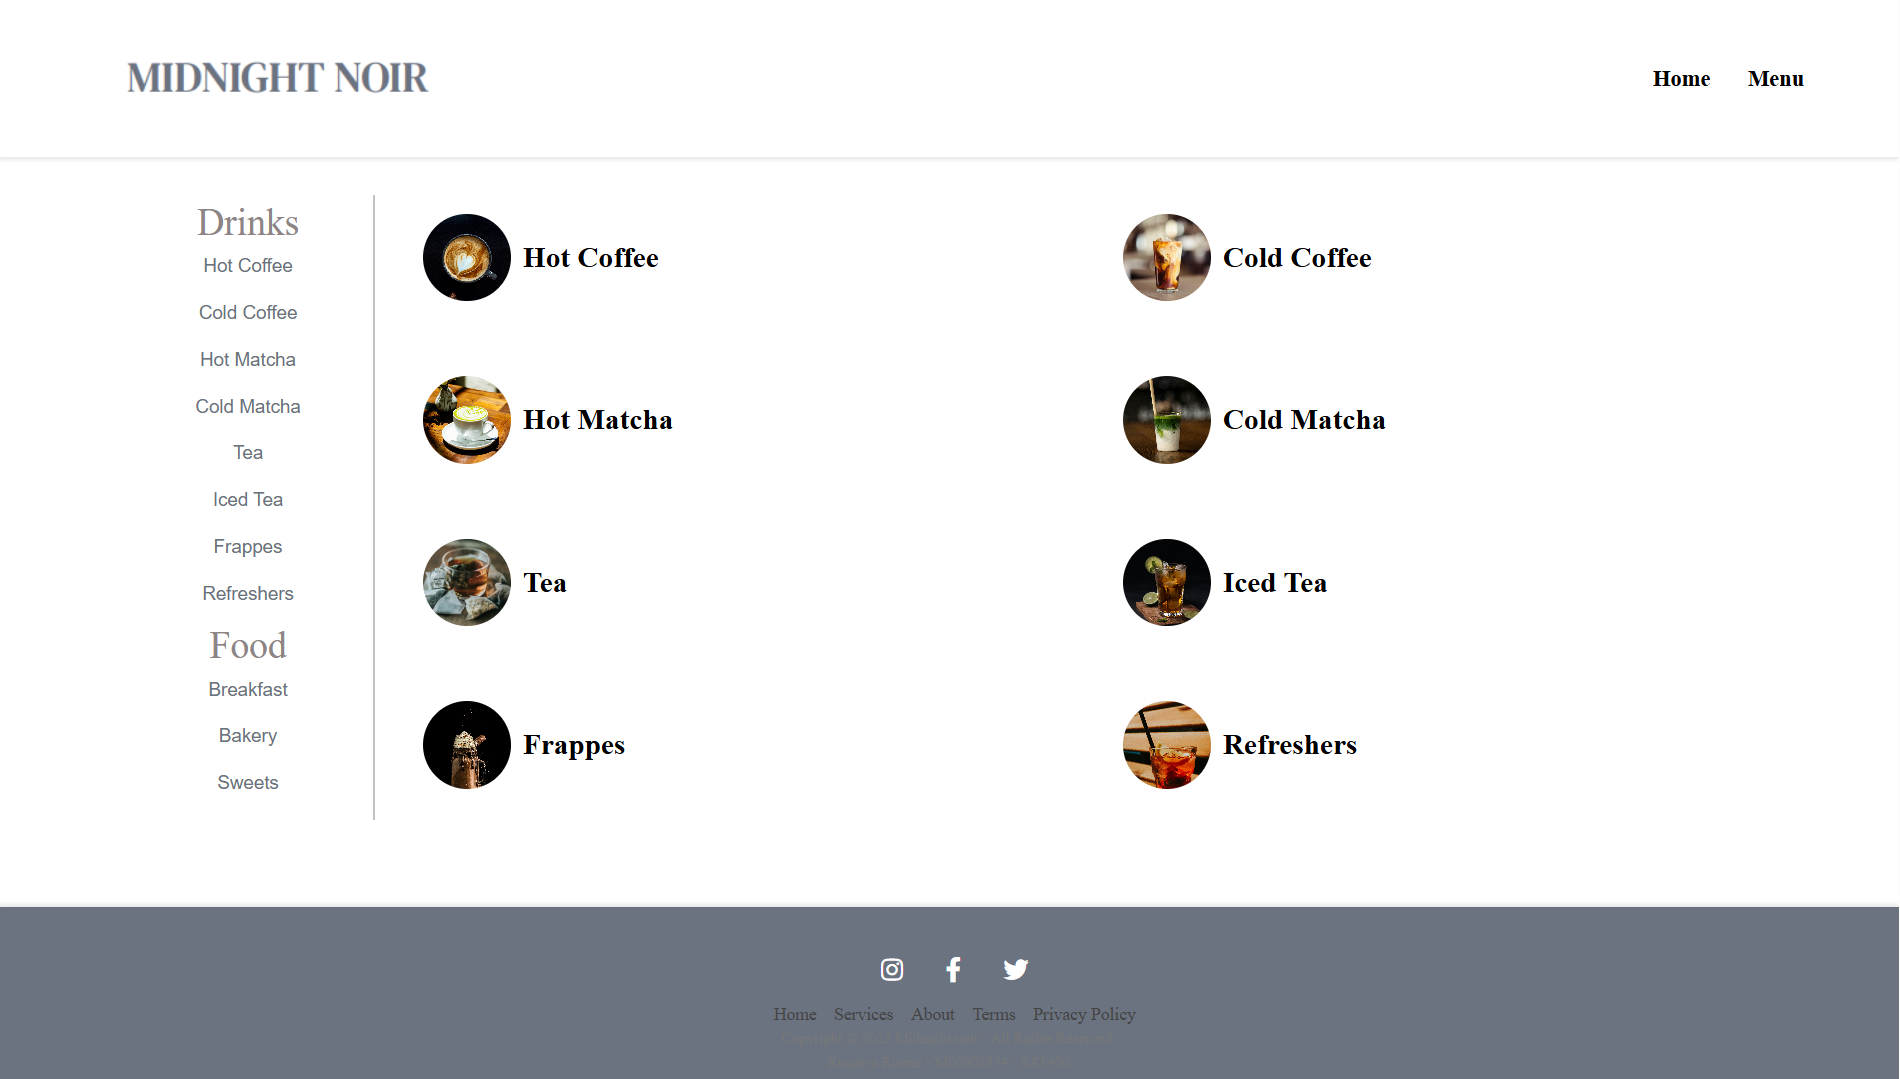 MIDNIGHT NOIR
Home Menu
Drinks
Hot Coffee
Cold Coffee
Hot Matcha
Cold Matcha
Tea
Iced Tea
Frappes
Refreshers
Food
Breakfast
Bakery
Sweets
Hot Coffee
Cold Coffee
Hot Matcha
Cold Matcha
Tea
Iced Tea
Frappes
Refreshers
Home Services About Terms Privacy Policy